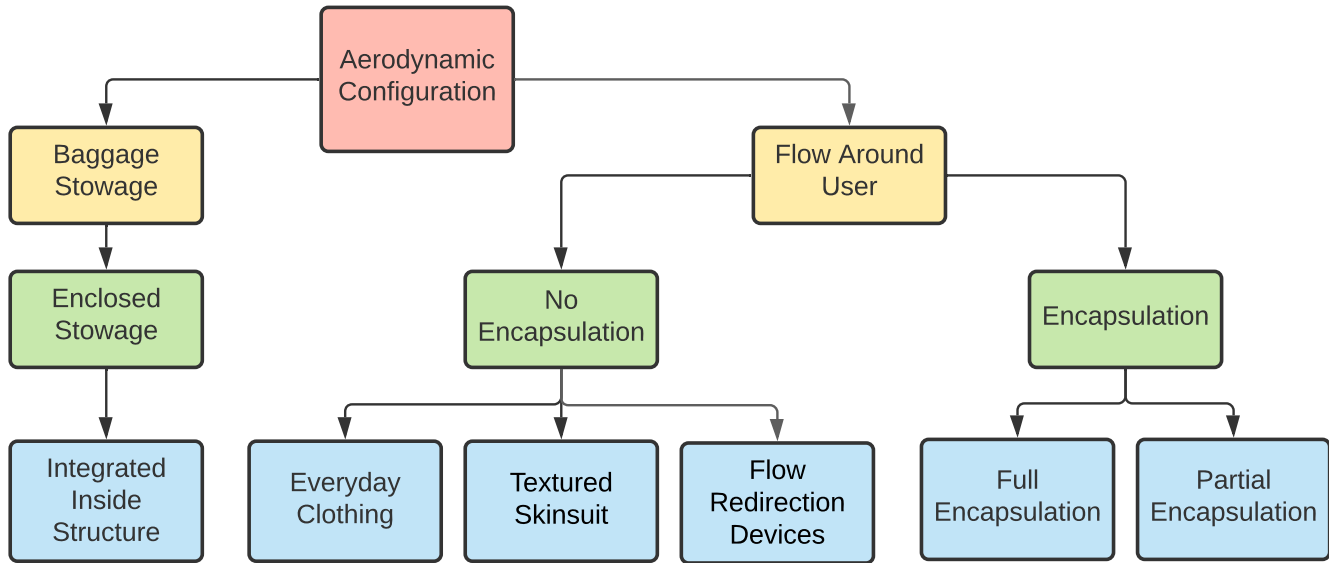 Aerodynamic
Configuration
Baggage
Stowage
Flow Around
User
Enclosed
Stowage
No
Encapsulation
Encapsulation
Integrated
Inside
Structure
Everyday
Clothing
Textured
Skinsuit
Flow
Redirection
Devices
Full
Encapsulation
Partial
Encapsulation